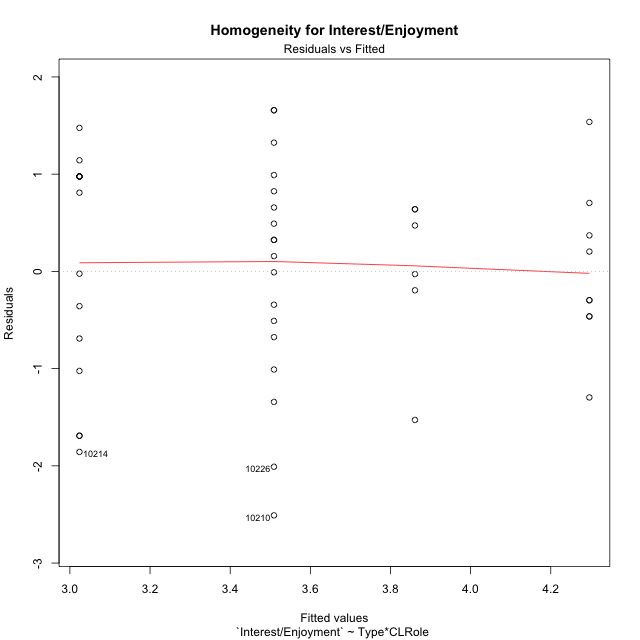 Homogeneity for Interest/Enjoyment
Residuals vs Fitted
2
1
0
-1
-2
-3
Residuals
10214
10226
10210
3.0 3.2 3.4 3.6 3.8 4.0 4.2
Fitted values
`Interest/Enjoyment` ~ Type*CLRole